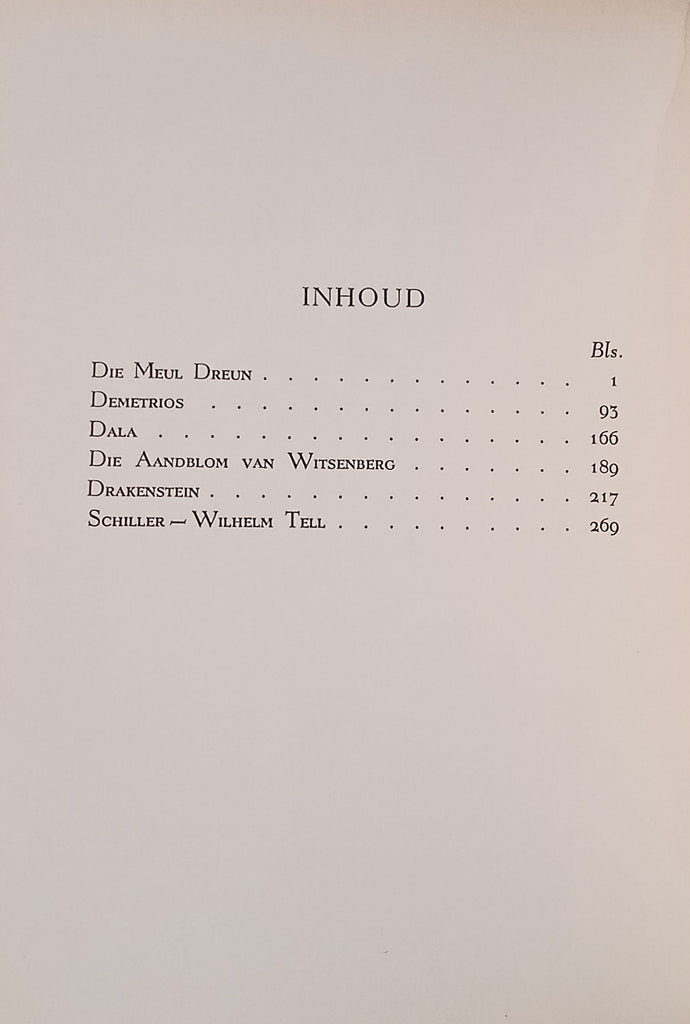 INHOUD
Bls.
Die Meul Dreun . . . . . . . . . . . . . 1
Demetrios . . . . . . . . . . . . . . . 93
Dala . . . . . . . . . . . . . . . . . 166
Die Aandblom van Witsenberg . . . . . . . 189
Drakenstein . . . . . . . . . . . . . . . 217
Schiller — Wilhelm Tell . . . . . . . . . . 269